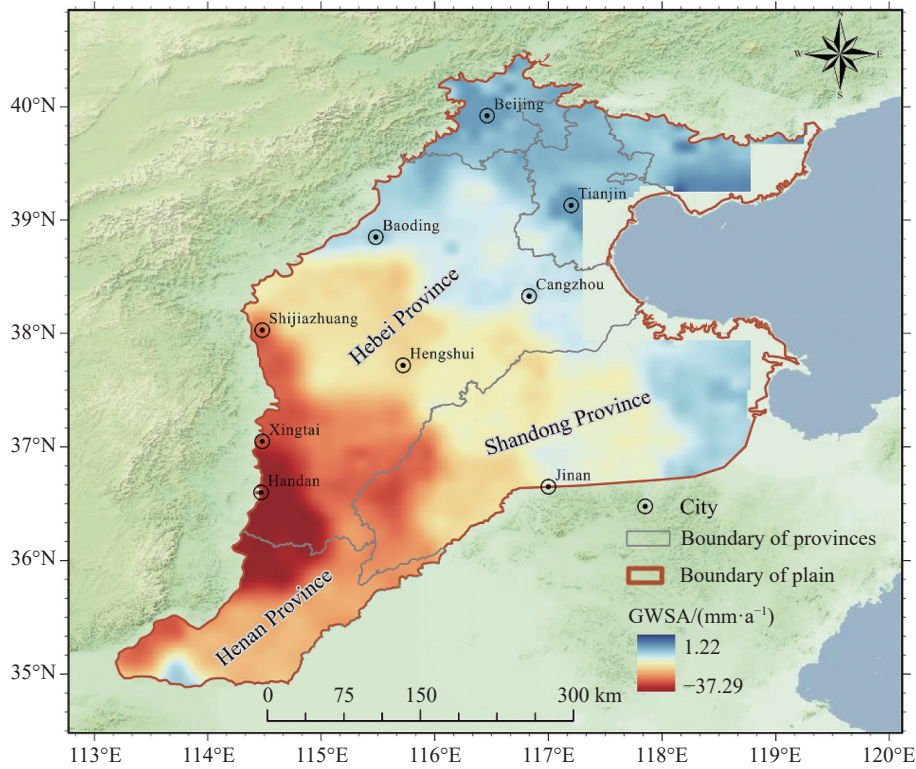 N
W E
S
40°N
39°N
38°N
37°N
36°N
35°N
Beijing
Tianjin
Baoding
Cangzhou
Hebei Province
Shijiazhuang
Hengshui
Shandong Province
Xingtai
Handan
Jinan
Henan Province
City
Boundary of provinces
Boundary of plain
GWSA/(mm·a⁻¹)
1.22
−37.29
0 75 150 300 km
113°E 114°E 115°E 116°E 117°E 118°E 119°E 120°E